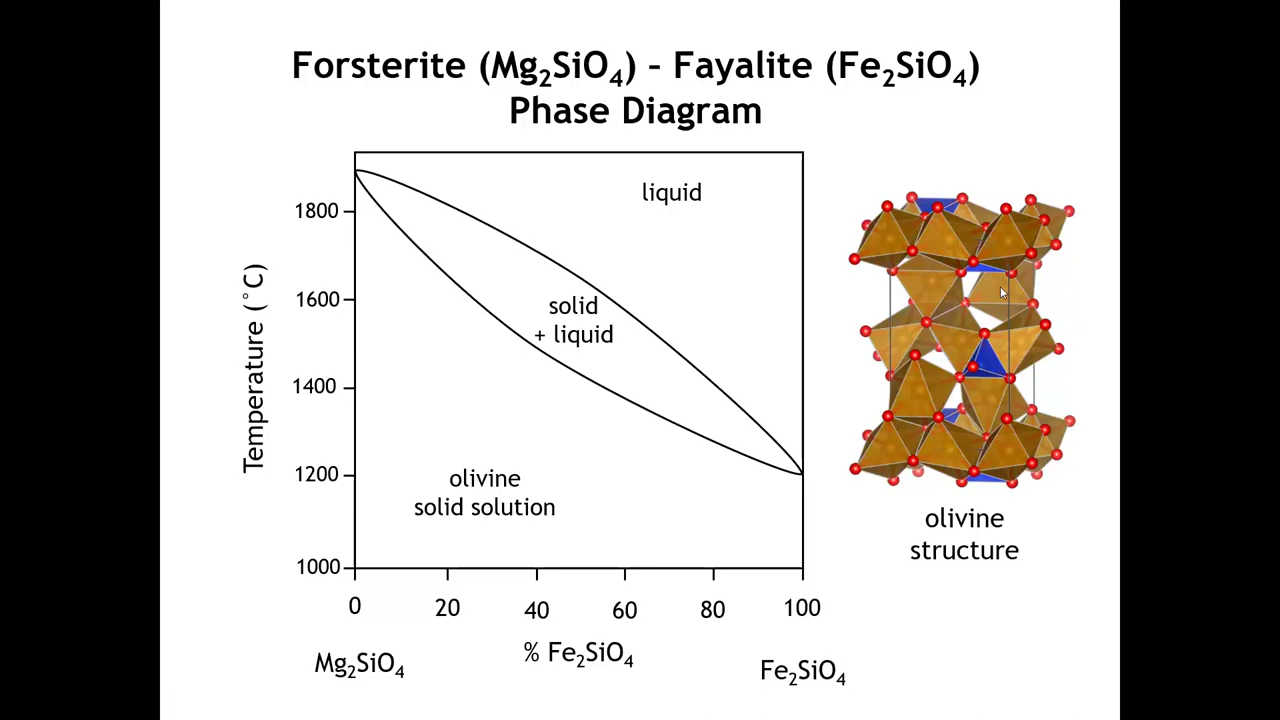 Forsterite (Mg₂SiO₄) – Fayalite (Fe₂SiO₄)
Phase Diagram
liquid
1800
1600
solid
+ liquid
1400
1200
olivine
solid solution
1000
Temperature (˚C)
0 20 40 60 80 100
% Fe₂SiO₄
Mg₂SiO₄
Fe₂SiO₄
olivine
structure